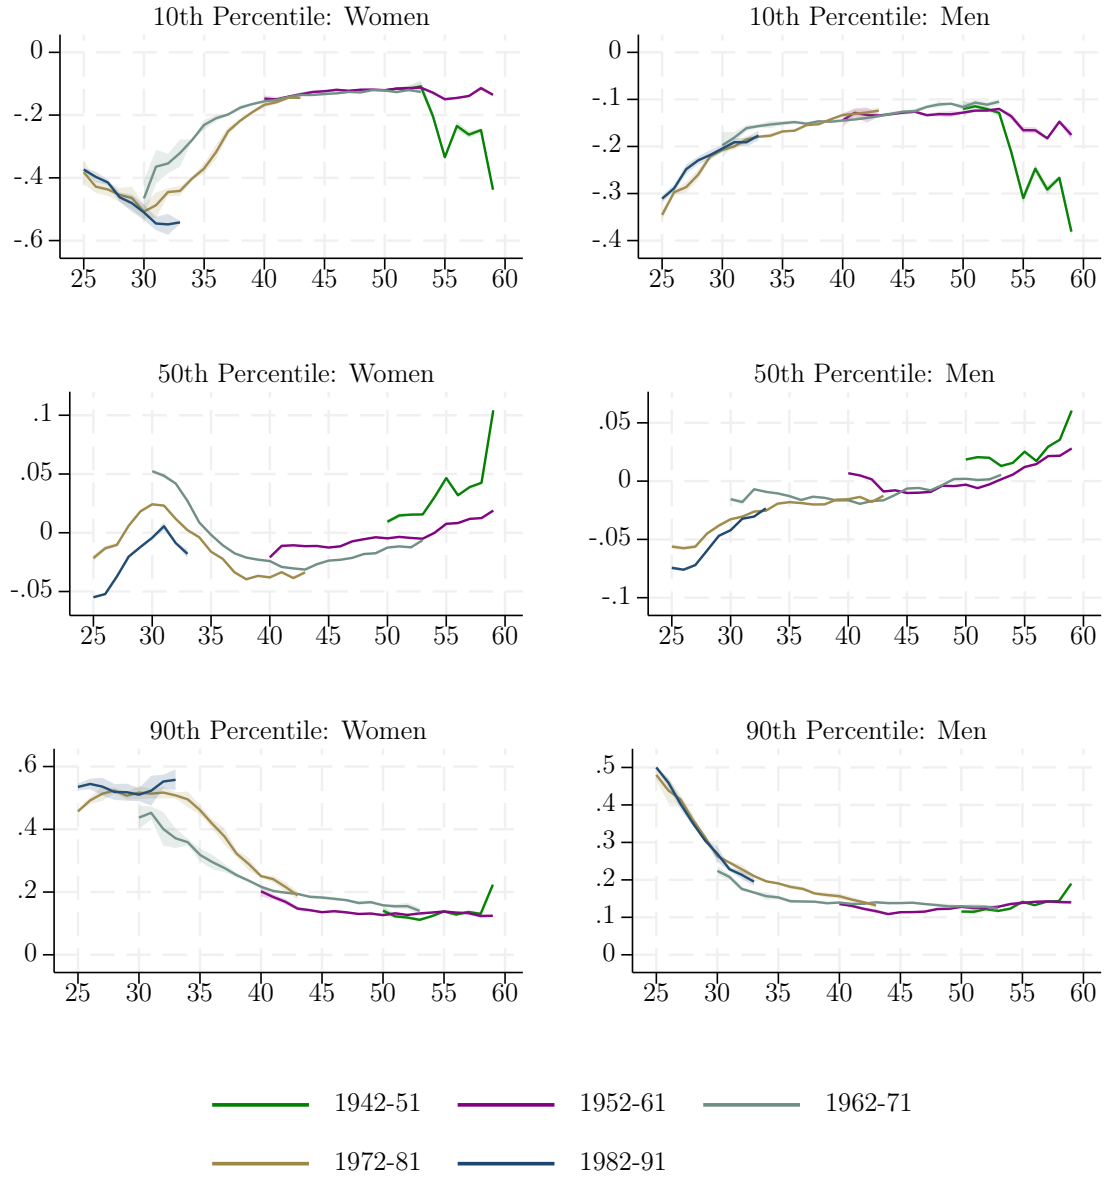 10th Percentile: Women
0
-.2
-.4
-.6
25 30 35 40 45 50 55 60
10th Percentile: Men
0
-.1
-.2
-.3
-.4
25 30 35 40 45 50 55 60
50th Percentile: Women
.1
.05
0
-.05
25 30 35 40 45 50 55 60
50th Percentile: Men
.05
0
-.05
-.1
25 30 35 40 45 50 55 60
90th Percentile: Women
.6
.4
.2
0
25 30 35 40 45 50 55 60
90th Percentile: Men
.5
.4
.3
.2
.1
0
25 30 35 40 45 50 55 60
1942-51 1952-61 1962-71
1972-81 1982-91